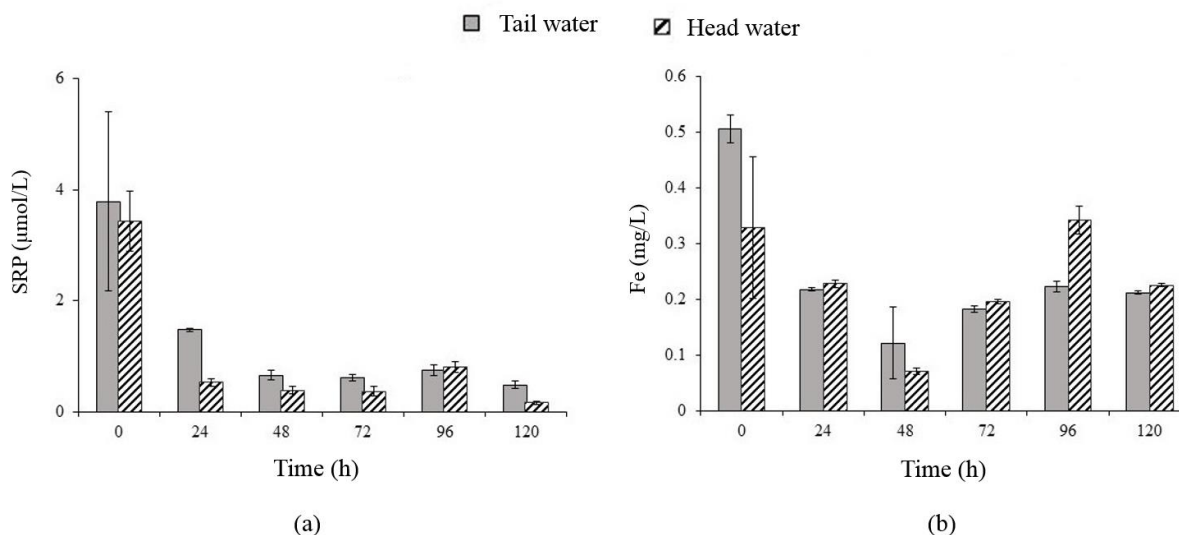 Tail water
Head water
6
4
2
0
SRP (μmol/L)
0 24 48 72 96 120
Time (h)
(a)
0.6
0.5
0.4
0.3
0.2
0.1
0
Fe (mg/L)
0 24 48 72 96 120
Time (h)
(b)